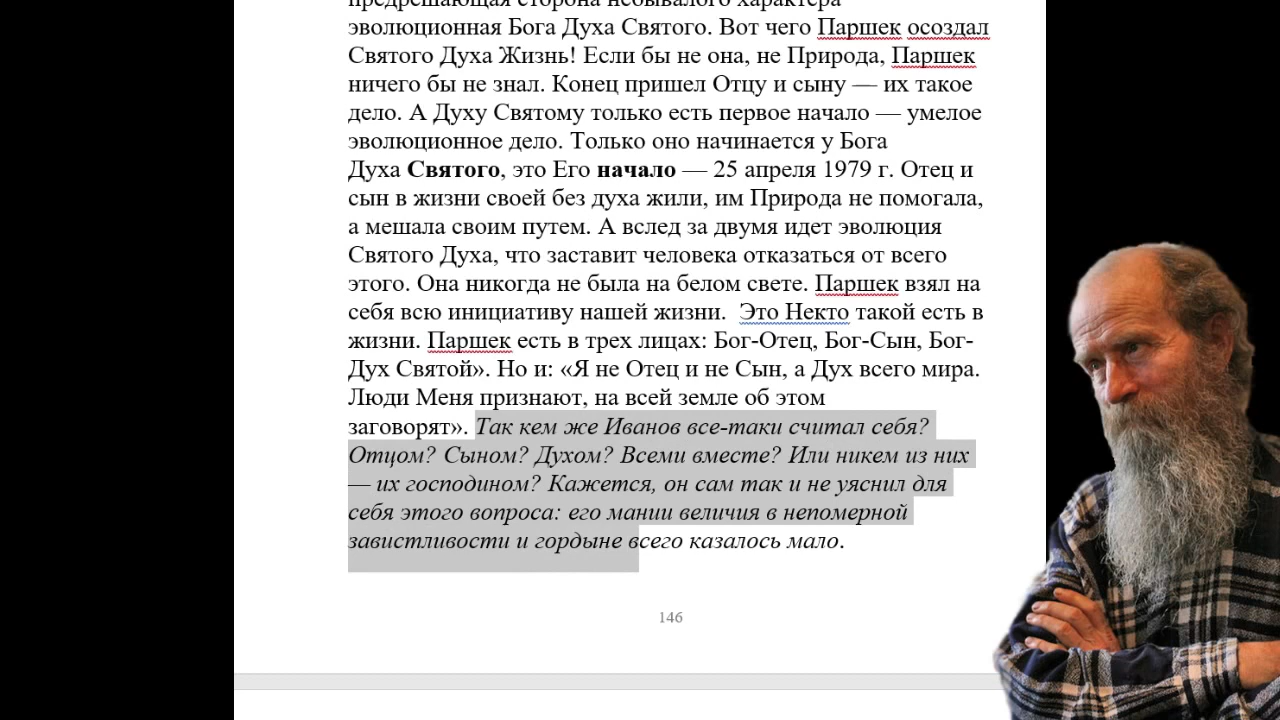 предрешающая сторона небывалого характера
эволюционная Бога Духа Святого. Вот чего Паршек осоздал
Святого Духа Жизнь! Если бы не она, не Природа, Паршек
ничего бы не знал. Конец пришел Отцу и сыну — их такое
дело. А Духу Святому только есть первое начало — умелое
эволюционное дело. Только оно начинается у Бога
Духа Святого, это Его начало — 25 апреля 1979 г. Отец и
сын в жизни своей без духа жили, им Природа не помогала,
а мешала своим путем. А вслед за двумя идет эволюция
Святого Духа, что заставит человека отказаться от всего
этого. Она никогда не была на белом свете. Паршек взял на
себя всю инициативу нашей жизни.  Это Некто такой есть в
жизни. Паршек есть в трех лицах: Бог-Отец, Бог-Сын, Бог-
Дух Святой». Но и: «Я не Отец и не Сын, а Дух всего мира.
Люди Меня признают, на всей земле об этом
заговорят». Так кем же Иванов все-таки считал себя?
Отцом? Сыном? Духом? Всеми вместе? Или никем из них
— их господином? Кажется, он сам так и не уяснил для
себя этого вопроса: его мании величия в непомерной
завистливости и гордыне всего казалось мало.
146